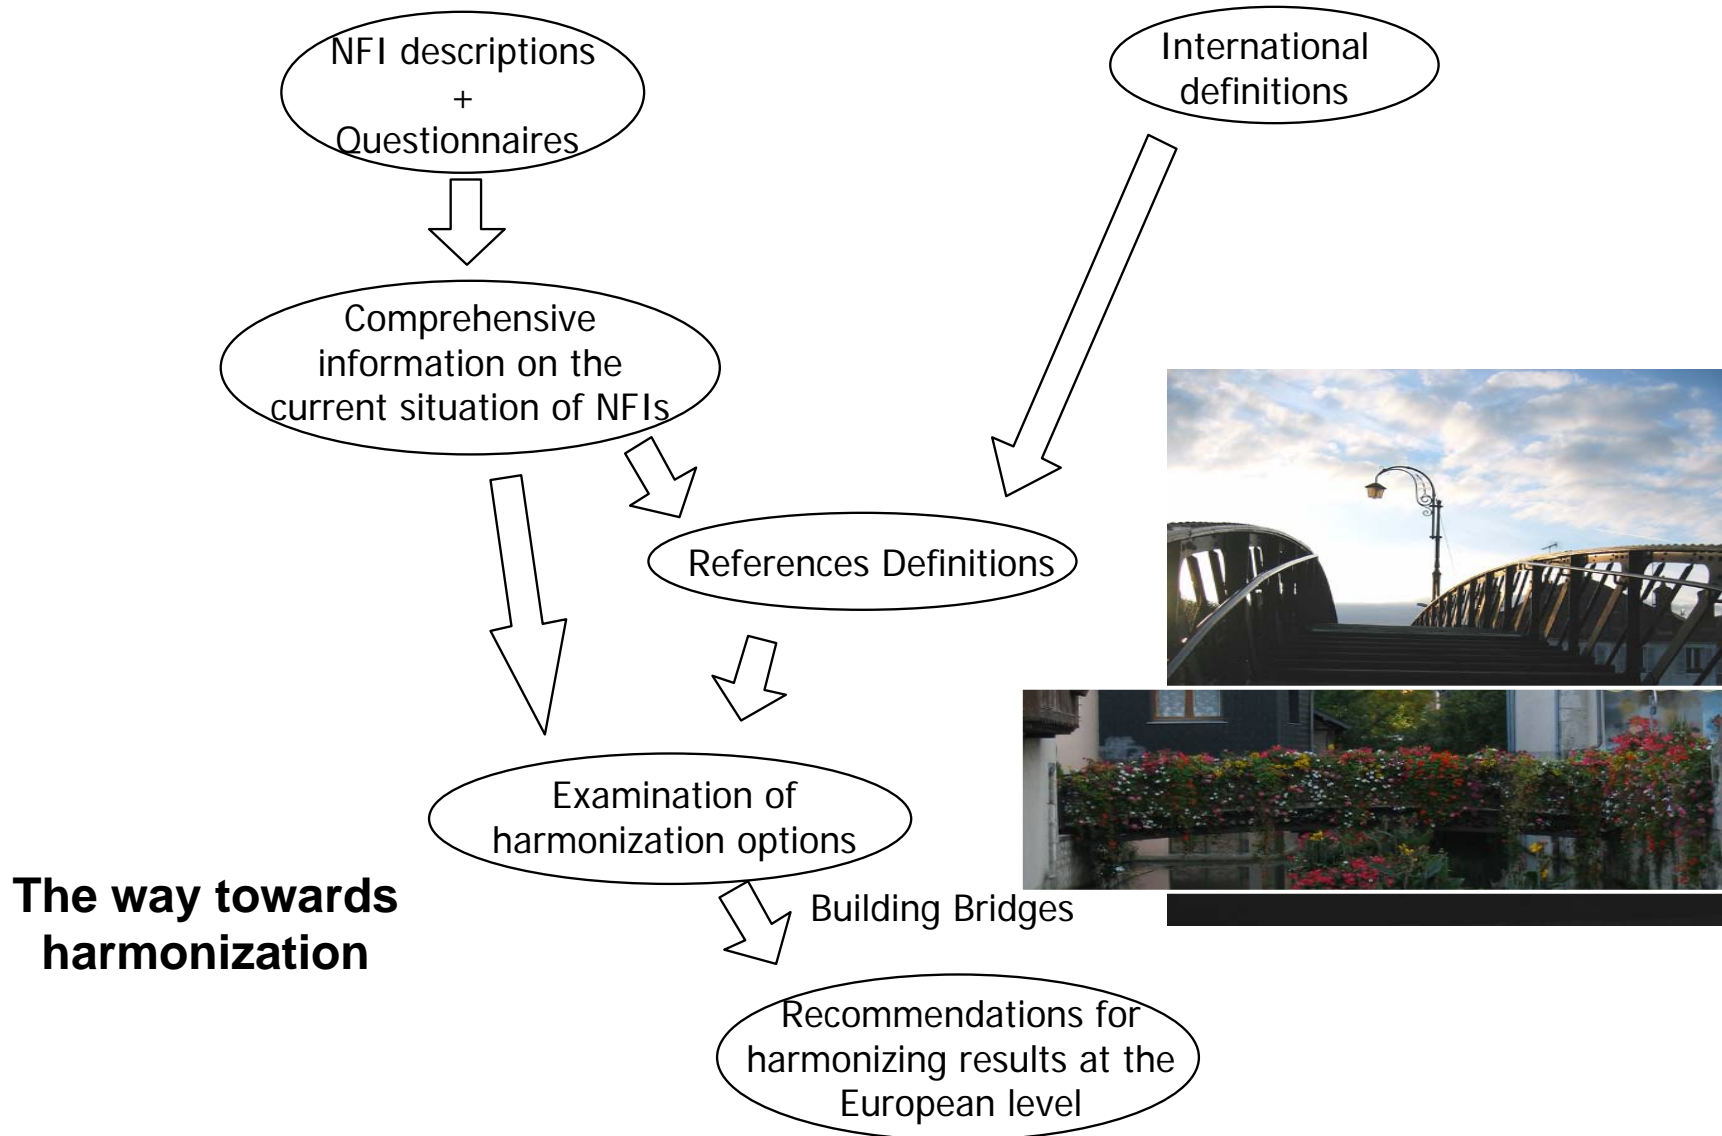 NFI descriptions
+
Questionnaires
International
definitions
Comprehensive
information on the
current situation of NFIs
References Definitions
Examination of
harmonization options
The way towards
harmonization
Building Bridges
Recommendations for
harmonizing results at the
European level